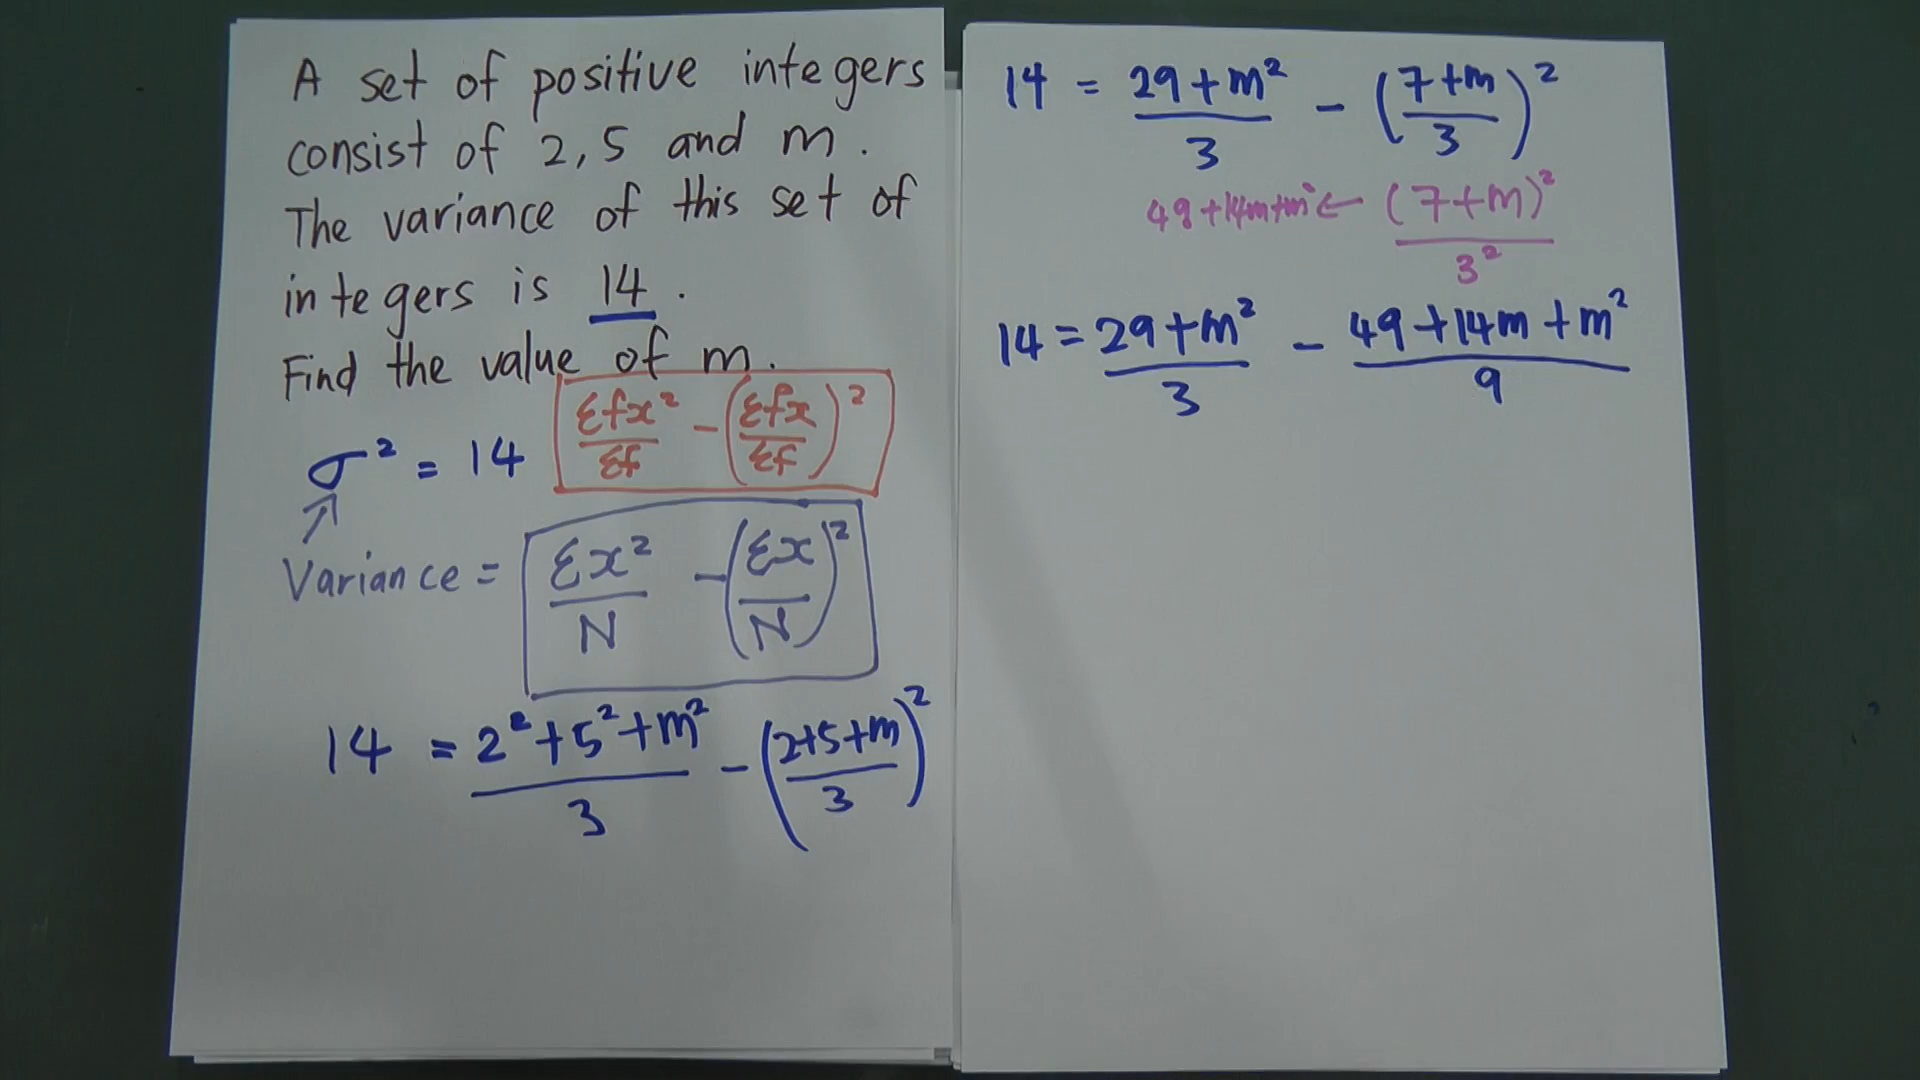 A set of positive integers
consist of 2, 5 and m.
The variance of this set of
integers is 14.
Find the value of m.
σ² = 14
Σfx²/Σf - (Σfx/Σf)²
Variance = Σx²/N - (Σx/N)²
14 = 2²+5²+m²/3 - (2+5+m/3)²
14 = 29+m²/3 - (7+m/3)²
49+14m+m² ← (7+m)²/3²
14 = 29+m²/3 - 49+14m+m²/9